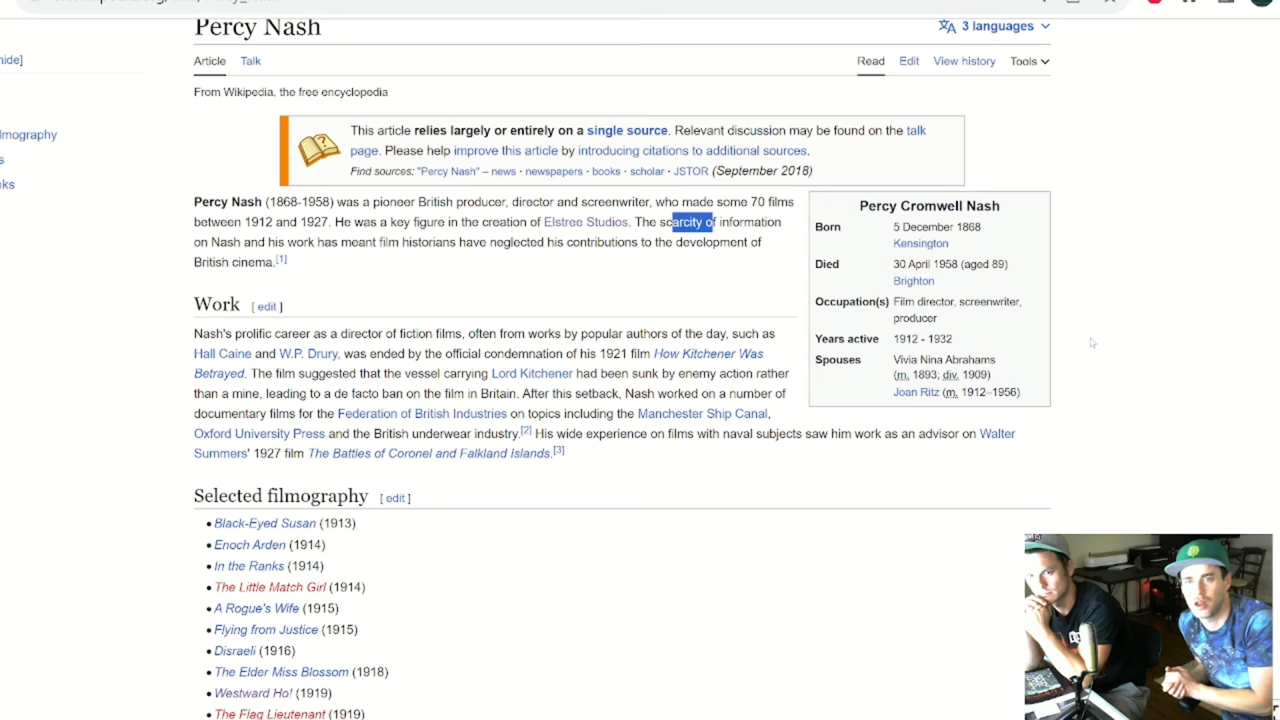 Percy Nash
3 languages
hide]
Article Talk Read Edit View history Tools
From Wikipedia, the free encyclopedia
This article relies largely or entirely on a single source. Relevant discussion may be found on the talk
page. Please help improve this article by introducing citations to additional sources.
Find sources: "Percy Nash" – news · newspapers · books · scholar · JSTOR (September 2018)
lmography
s
nks
Percy Nash (1868-1958) was a pioneer British producer, director and screenwriter, who made some 70 films
between 1912 and 1927. He was a key figure in the creation of Elstree Studios. The scarcity of information
on Nash and his work has meant film historians have neglected his contributions to the development of
British cinema.[1]
Percy Cromwell Nash
Born 5 December 1868
Kensington
Died 30 April 1958 (aged 89)
Brighton
Occupation(s) Film director, screenwriter,
producer
Years active 1912 - 1932
Spouses Vivia Nina Abrahams
(m. 1893; div. 1909)
Joan Ritz (m. 1912–1956)
Work [ edit ]
Nash's prolific career as a director of fiction films, often from works by popular authors of the day, such as
Hall Caine and W.P. Drury, was ended by the official condemnation of his 1921 film How Kitchener Was
Betrayed. The film suggested that the vessel carrying Lord Kitchener had been sunk by enemy action rather
than a mine, leading to a de facto ban on the film in Britain. After this setback, Nash worked on a number of
documentary films for the Federation of British Industries on topics including the Manchester Ship Canal,
Oxford University Press and the British underwear industry.[2] His wide experience on films with naval subjects saw him work as an advisor on Walter
Summers' 1927 film The Battles of Coronel and Falkland Islands.[3]
Selected filmography [ edit ]
• Black-Eyed Susan (1913)
• Enoch Arden (1914)
• In the Ranks (1914)
• The Little Match Girl (1914)
• A Rogue's Wife (1915)
• Flying from Justice (1915)
• Disraeli (1916)
• The Elder Miss Blossom (1918)
• Westward Ho! (1919)
• The Flag Lieutenant (1919)